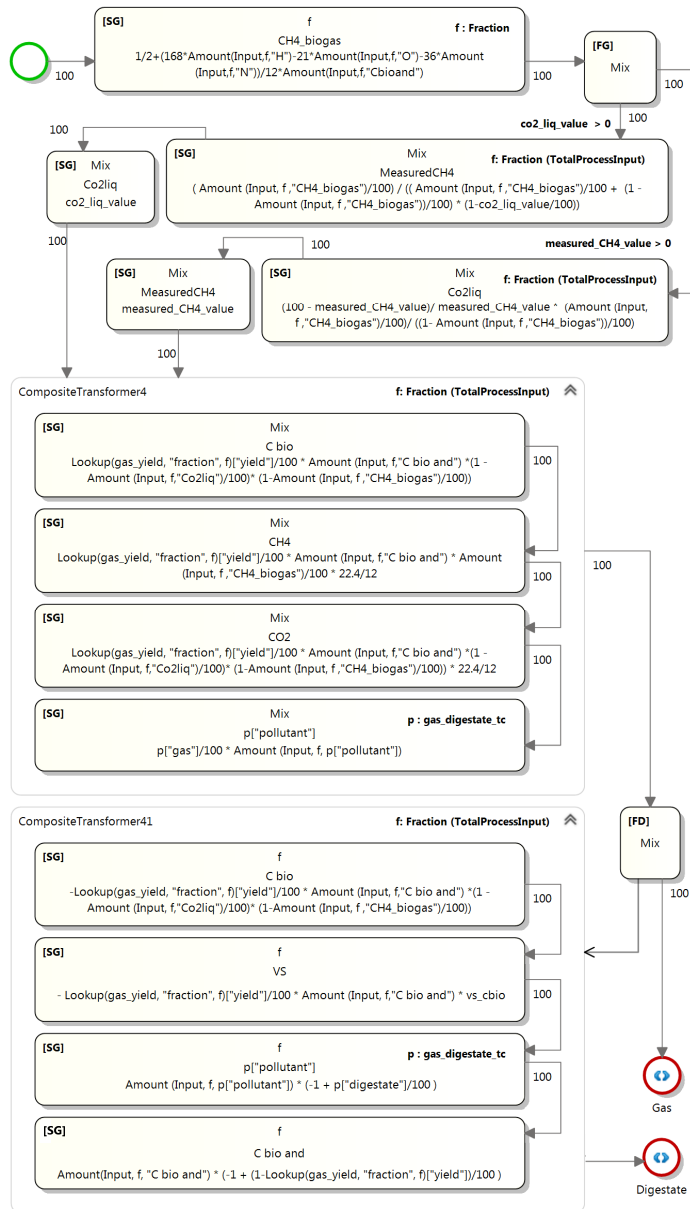 [SG]
f
f : Fraction
CH4_biogas
1/2+(168*Amount(Input,f,"H")-21*Amount(Input,f,"O")-36*Amount
(Input,f,"N"))/12*Amount(Input,f,"Cbioand")
100
100
[FG]
Mix
100
100
co2_liq_value > 0
100
[SG] Mix
Co2liq
co2_liq_value
[SG]
Mix
f: Fraction (TotalProcessInput)
MeasuredCH4
( Amount (Input, f ,"CH4_biogas")/100) / (( Amount (Input, f ,"CH4_biogas")/100 + (1 -
Amount (Input, f ,"CH4_biogas"))/100) * (1-co2_liq_value/100))
100
100
measured_CH4_value > 0
[SG] Mix
MeasuredCH4
measured_CH4_value
[SG]
Mix
f: Fraction (TotalProcessInput)
Co2liq
(100 - measured_CH4_value)/ measured_CH4_value * (Amount (Input,
f ,"CH4_biogas")/100)/ ((1- Amount (Input, f ,"CH4_biogas"))/100)
100
CompositeTransformer4
f: Fraction (TotalProcessInput)
[SG]
Mix
C bio
Lookup(gas_yield, "fraction", f)["yield"]/100 * Amount (Input, f,"C bio and") *(1 -
Amount (Input, f,"Co2liq")/100)* (1-Amount (Input, f ,"CH4_biogas")/100))
100
[SG]
Mix
CH4
Lookup(gas_yield, "fraction", f)["yield"]/100 * Amount (Input, f,"C bio and") * Amount
(Input, f ,"CH4_biogas")/100 * 22.4/12
100
100
[SG]
Mix
CO2
Lookup(gas_yield, "fraction", f)["yield"]/100 * Amount (Input, f,"C bio and") *(1 -
Amount (Input, f,"Co2liq")/100)* (1-Amount (Input, f ,"CH4_biogas")/100)) * 22.4/12
100
[SG]
Mix
p : gas_digestate_tc
p["pollutant"]
p["gas"]/100 * Amount (Input, f, p["pollutant"])
CompositeTransformer41
f: Fraction (TotalProcessInput)
[FD]
Mix
[SG]
f
C bio
-Lookup(gas_yield, "fraction", f)["yield"]/100 * Amount (Input, f,"C bio and") *(1 -
Amount (Input, f,"Co2liq")/100)* (1-Amount (Input, f ,"CH4_biogas")/100))
100
100
[SG]
f
VS
- Lookup(gas_yield, "fraction", f)["yield"]/100 * Amount (Input, f,"C bio and") * vs_cbio
100
[SG]
f
p : gas_digestate_tc
p["pollutant"]
Amount (Input, f, p["pollutant"]) * (-1 + p["digestate"]/100 )
100
Gas
[SG]
f
C bio and
Amount(Input, f, "C bio and") * (-1 + (1-Lookup(gas_yield, "fraction", f)["yield"])/100 )
Digestate